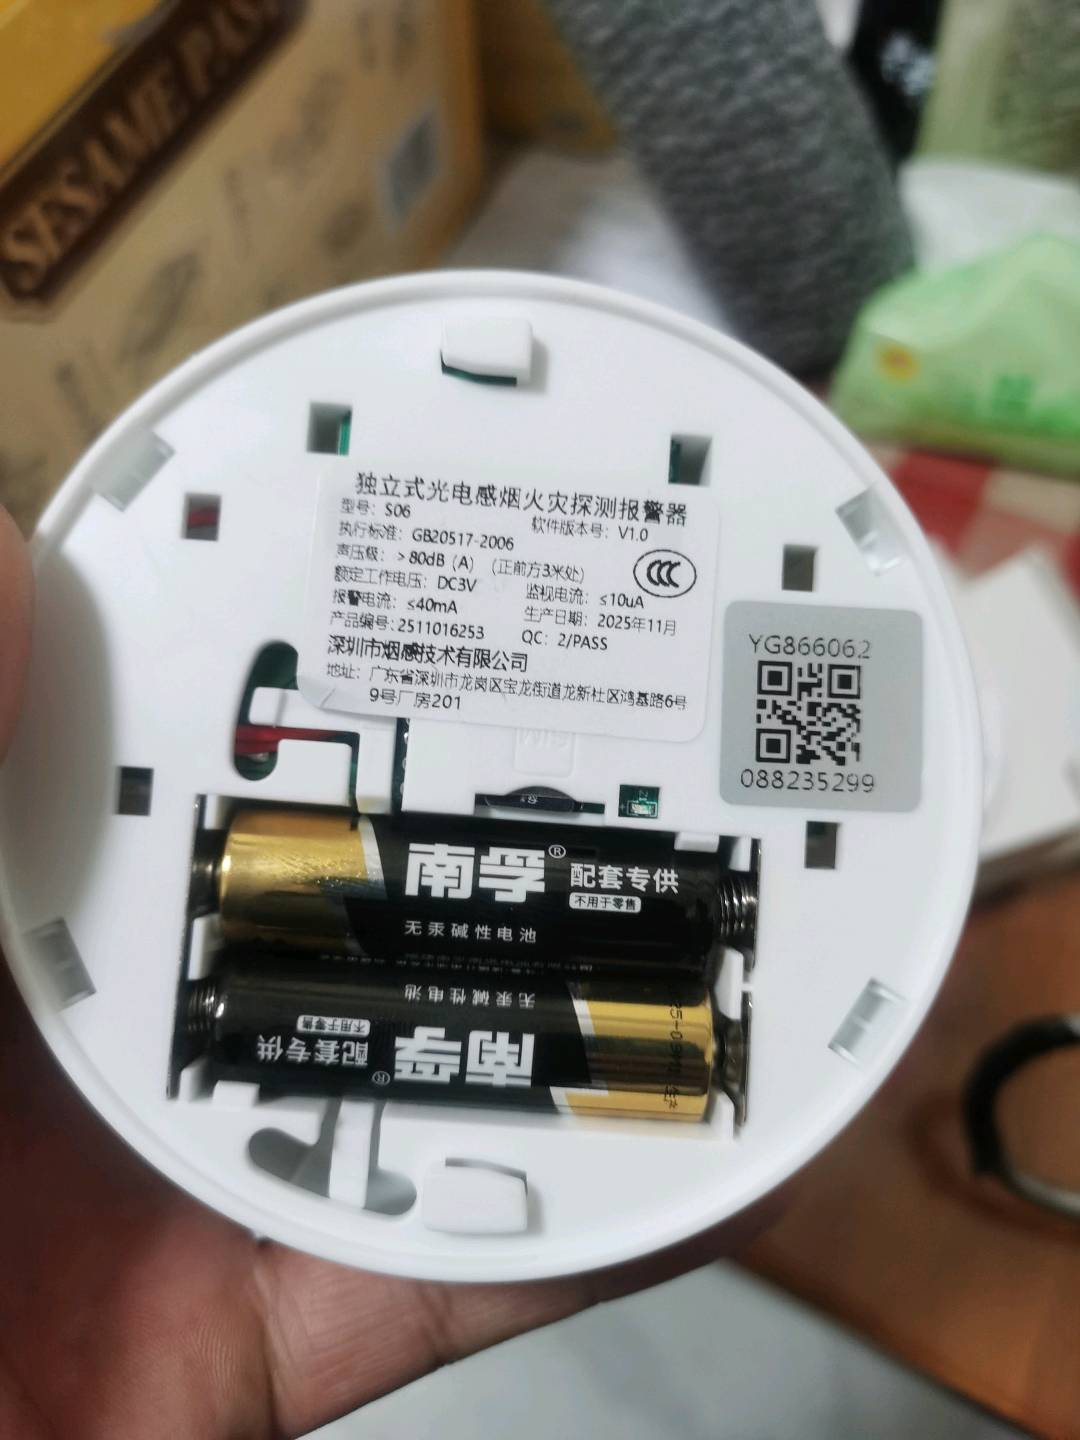 SESAME PAS
独立式光电感烟火灾探测报警器
型号：S06 软件版本号：V1.0
执行标准：GB20517-2006
声压级：>80dB（A）（正前方3米处）
额定工作电压：DC3V 监视电流：≤10uA
报警电流：≤40mA 生产日期：2025年11月
产品编号:2511016253 QC：2/PASS
深圳市烟感技术有限公司
地址：广东省深圳市龙岗区宝龙街道龙新社区鸿基路6号
9号厂房201
CCC
YG866062
088235299
SIM
南孚® 配套专供
不用于零售
无汞碱性电池
无汞碱性电池
南孚® 配套专供
不用于零售